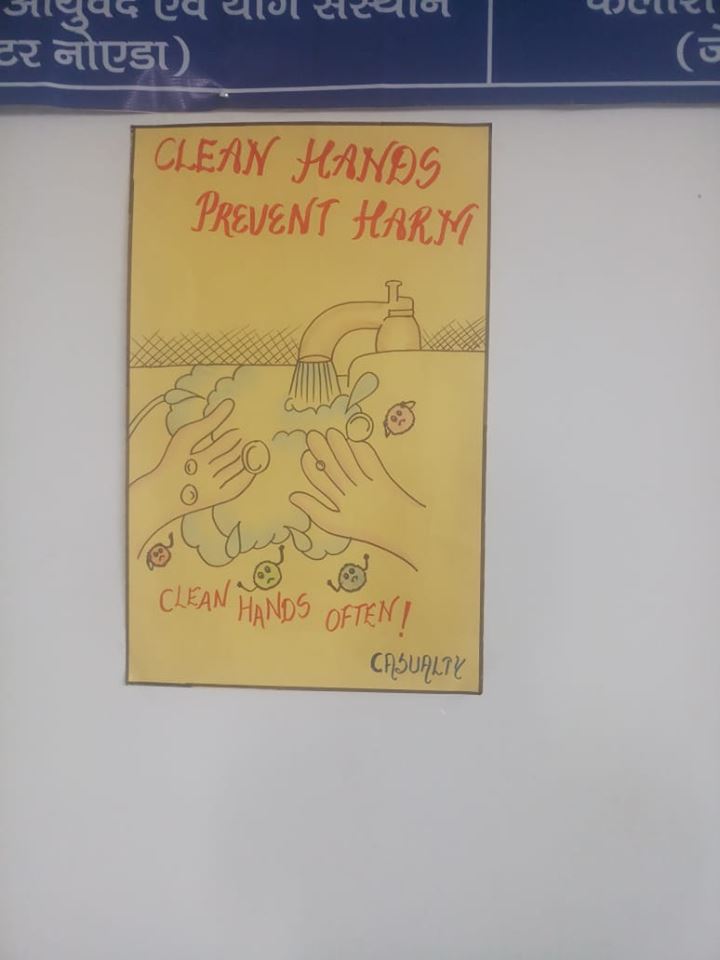 आयुर्वेद एवं योग संस्थान
टर नोएडा)
CLEAN HANDS
PREVENT HARM
CLEAN HANDS OFTEN!
CASUALTY